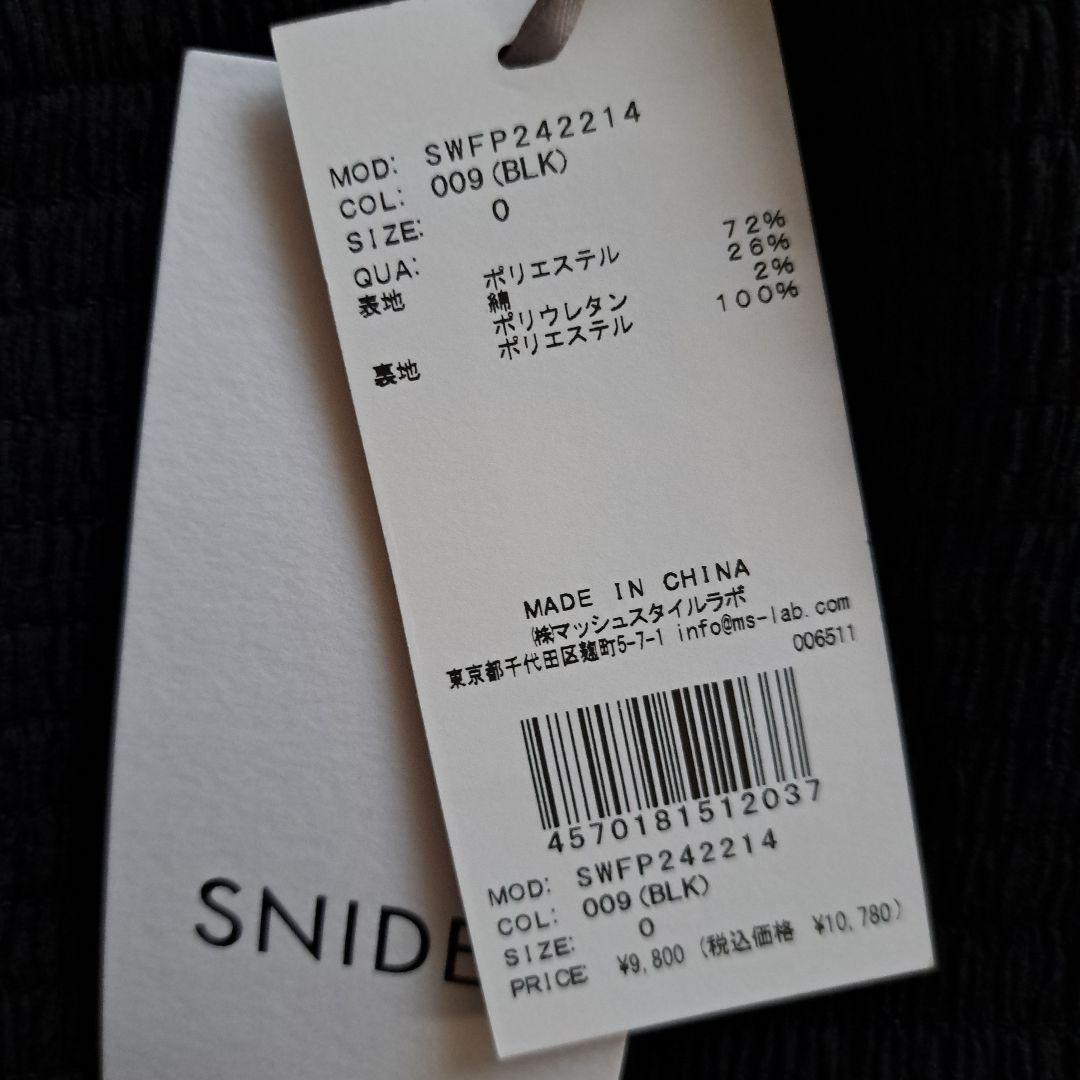 MOD: SWFP242214
COL: 009(BLK)
SIZE: 0
QUA:
表地 ポリエステル 72%
綿 26%
ポリウレタン 2%
裏地 ポリエステル 100%
MADE IN CHINA
㈱マッシュスタイルラボ
東京都千代田区麹町5-7-1 info@ms-lab.com
006511
4570181512037
MOD: SWFP242214
COL: 009(BLK)
SIZE: 0
PRICE: ¥9,800 (税込価格 ¥10,780)
SNIDE